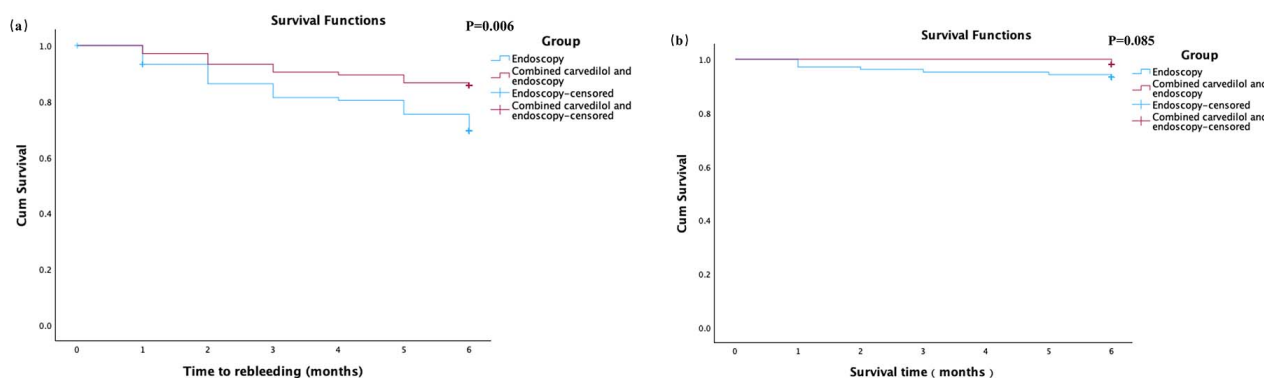 (a)
Survival Functions
P=0.006
Group
Endoscopy
Combined carvedilol and
endoscopy
Endoscopy-censored
Combined carvedilol and
endoscopy-censored
Cum Survival
1.0
0.8
0.6
0.4
0.2
0.0
0 1 2 3 4 5 6
Time to rebleeding (months)
(b)
Survival Functions
P=0.085
Group
Endoscopy
Combined carvedilol and
endoscopy
Endoscopy-censored
Combined carvedilol and
endoscopy-censored
Cum Survival
1.0
0.8
0.6
0.4
0.2
0.0
0 1 2 3 4 5 6
Survival time ( months )